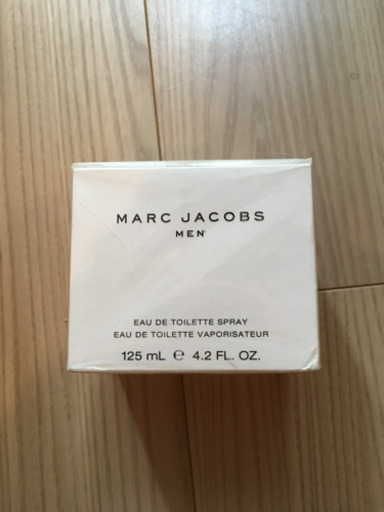 MARC JACOBS
MEN
EAU DE TOILETTE SPRAY
EAU DE TOILETTE VAPORISATEUR
125 mL ℮ 4.2 FL. OZ.